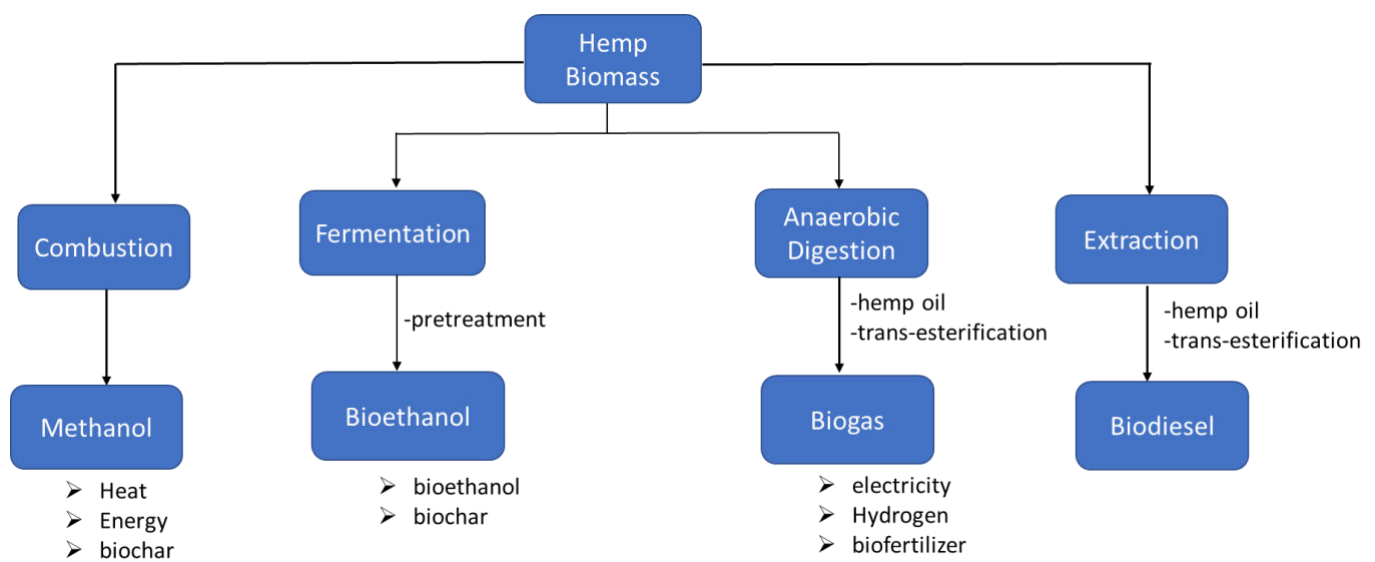 Hemp
Biomass
Combustion
Fermentation
Anaerobic
Digestion
Extraction
-pretreatment
-hemp oil
-trans-esterification
-hemp oil
-trans-esterification
Methanol
Bioethanol
Biogas
Biodiesel
➢ Heat
➢ Energy
➢ biochar
➢ bioethanol
➢ biochar
➢ electricity
➢ Hydrogen
➢ biofertilizer